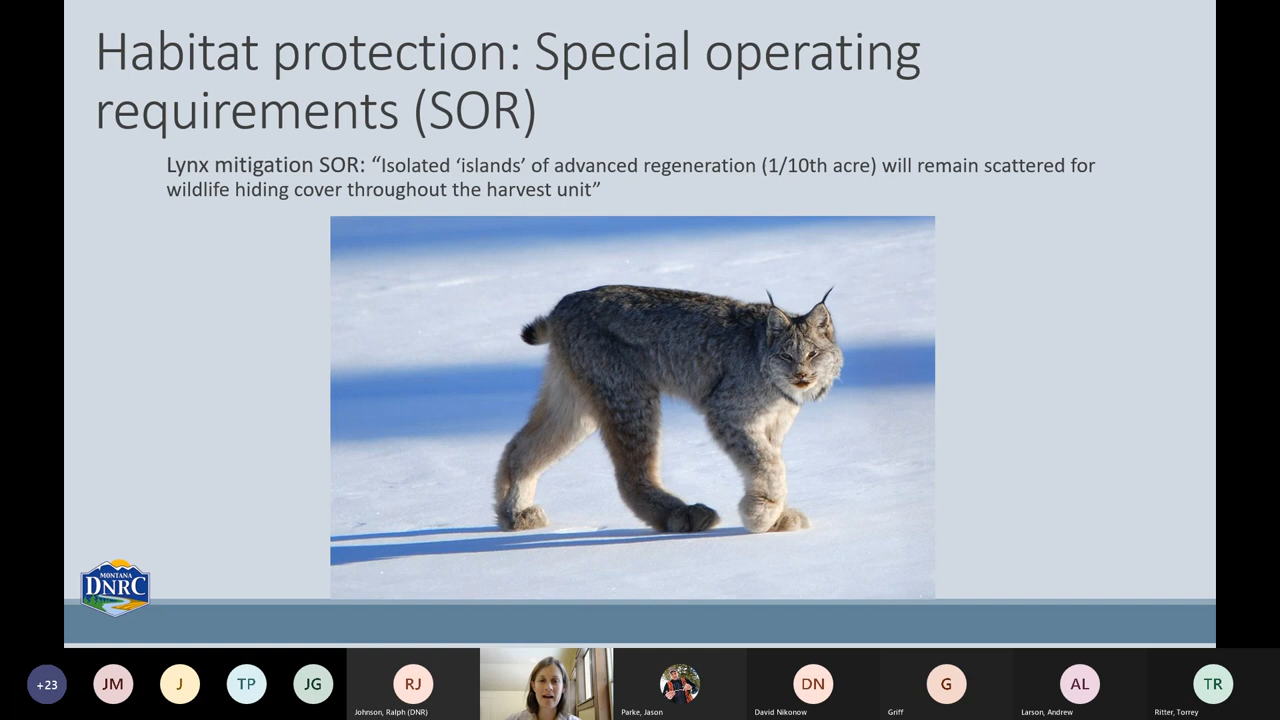 Habitat protection: Special operating
requirements (SOR)
Lynx mitigation SOR: “Isolated ‘islands’ of advanced regeneration (1/10th acre) will remain scattered for
wildlife hiding cover throughout the harvest unit”
MONTANA
DNRC
+23
JM
J
TP
JG
RJ
DN
G
AL
TR
Johnson, Ralph (DNR)
Parke, Jason
David Nikonow
Griff
Larson, Andrew
Ritter, Torrey